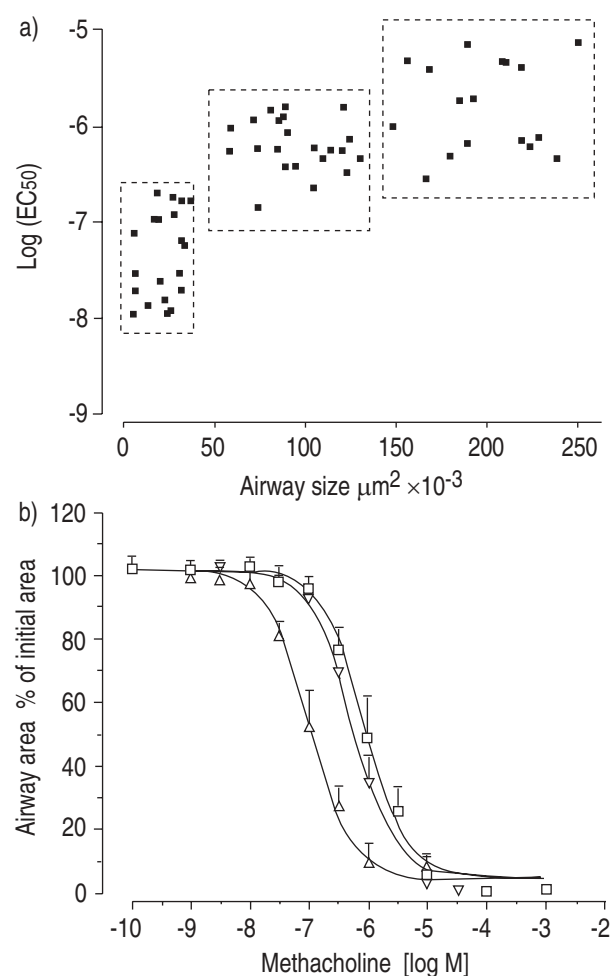 a)
-5
-6
-7
-8
-9
Log (EC50)
0 50 100 150 200 250
Airway size μm² ×10⁻³
b)
120
100
80
60
40
20
0
Airway area % of initial area
-10 -9 -8 -7 -6 -5 -4 -3 -2
Methacholine [log M]